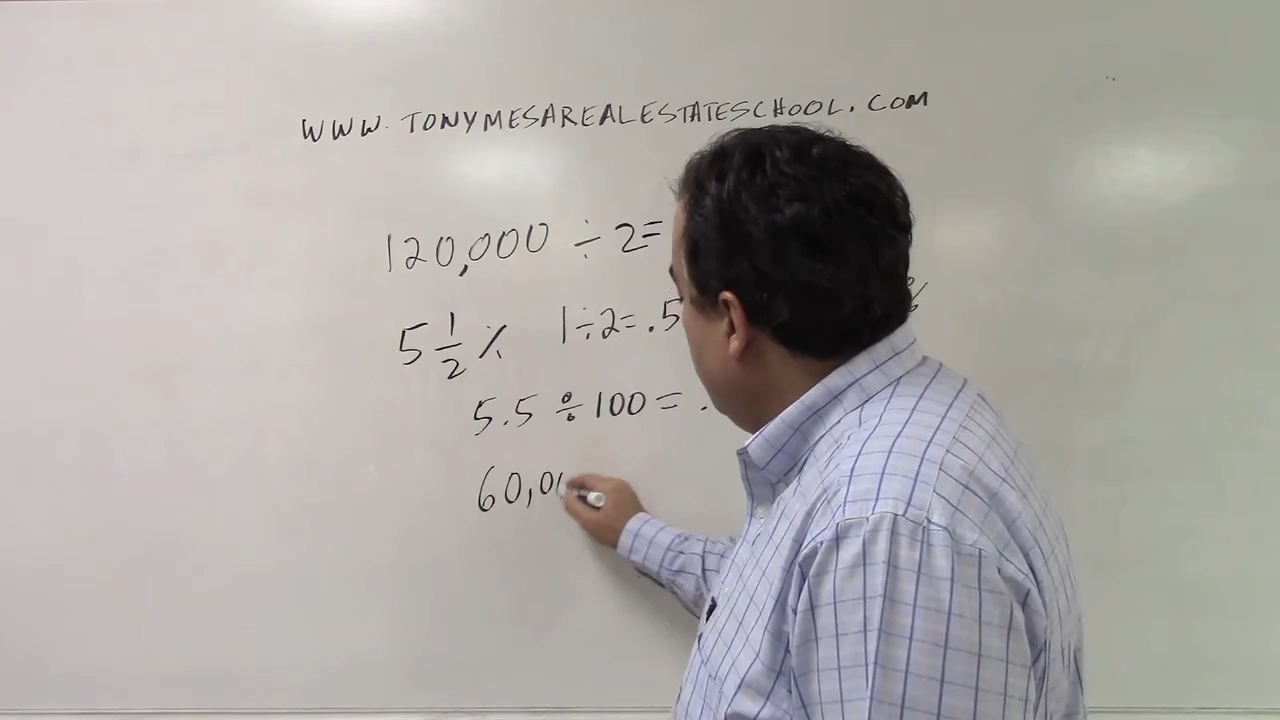 WWW. TONYMESAREALESTATESCHOOL. COM
120,000 ÷ 2=
5 1/2 % 1÷2= .5
5.5 ÷ 100 = .
60,0